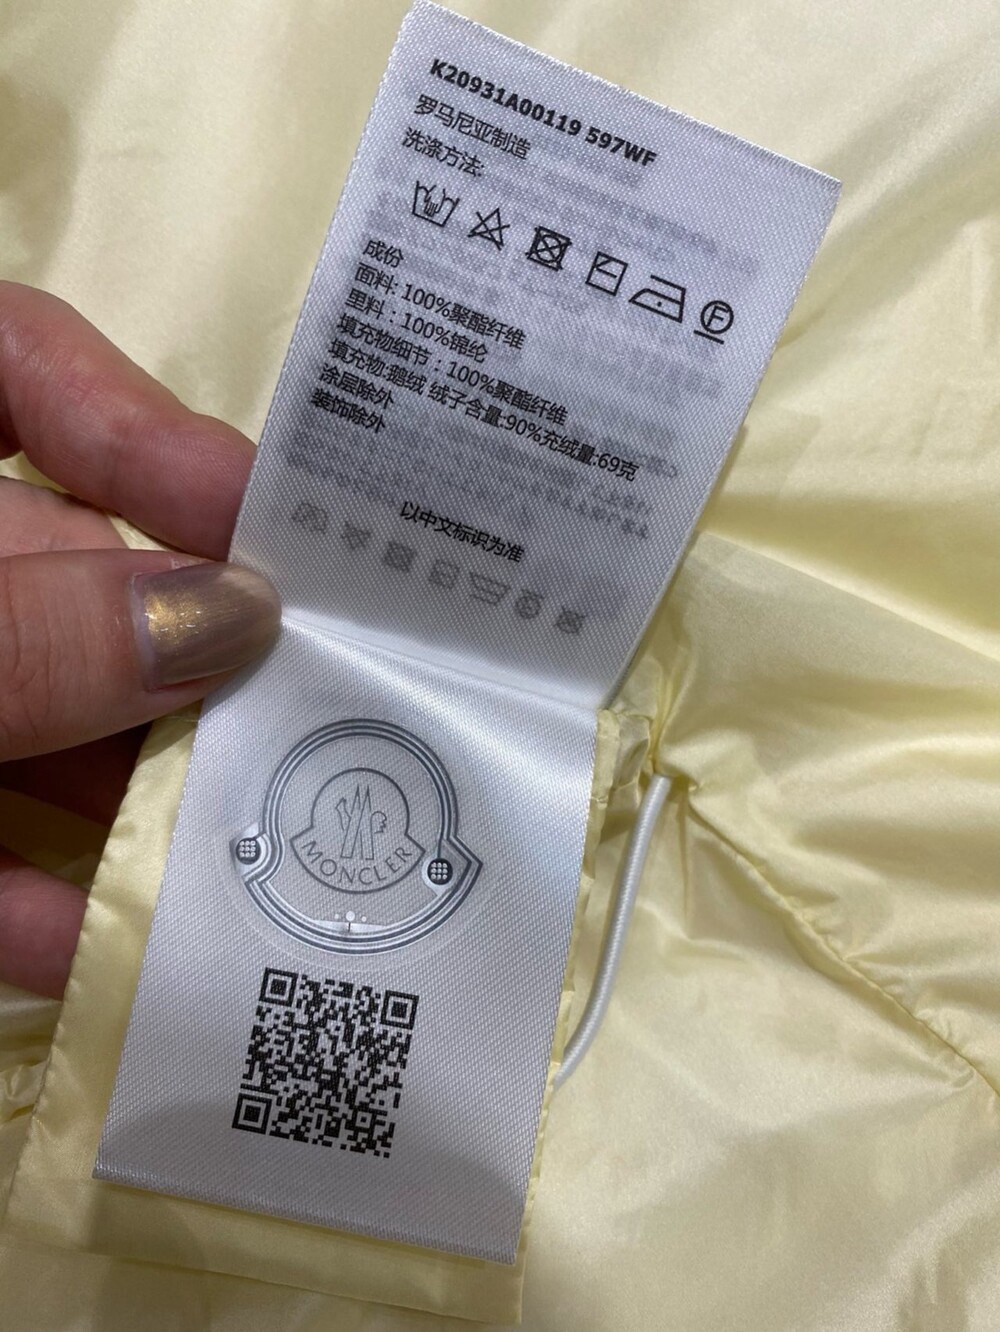 K20931A00119 597WF
罗马尼亚制造
洗涤方法:
F
成份
面料: 100%聚酯纤维
里料：100%锦纶
填充物细节：100%聚酯纤维
填充物:鹅绒 绒子含量:90%充绒量:69克
涂层除外
装饰除外
以中文标识为准
MONCLER